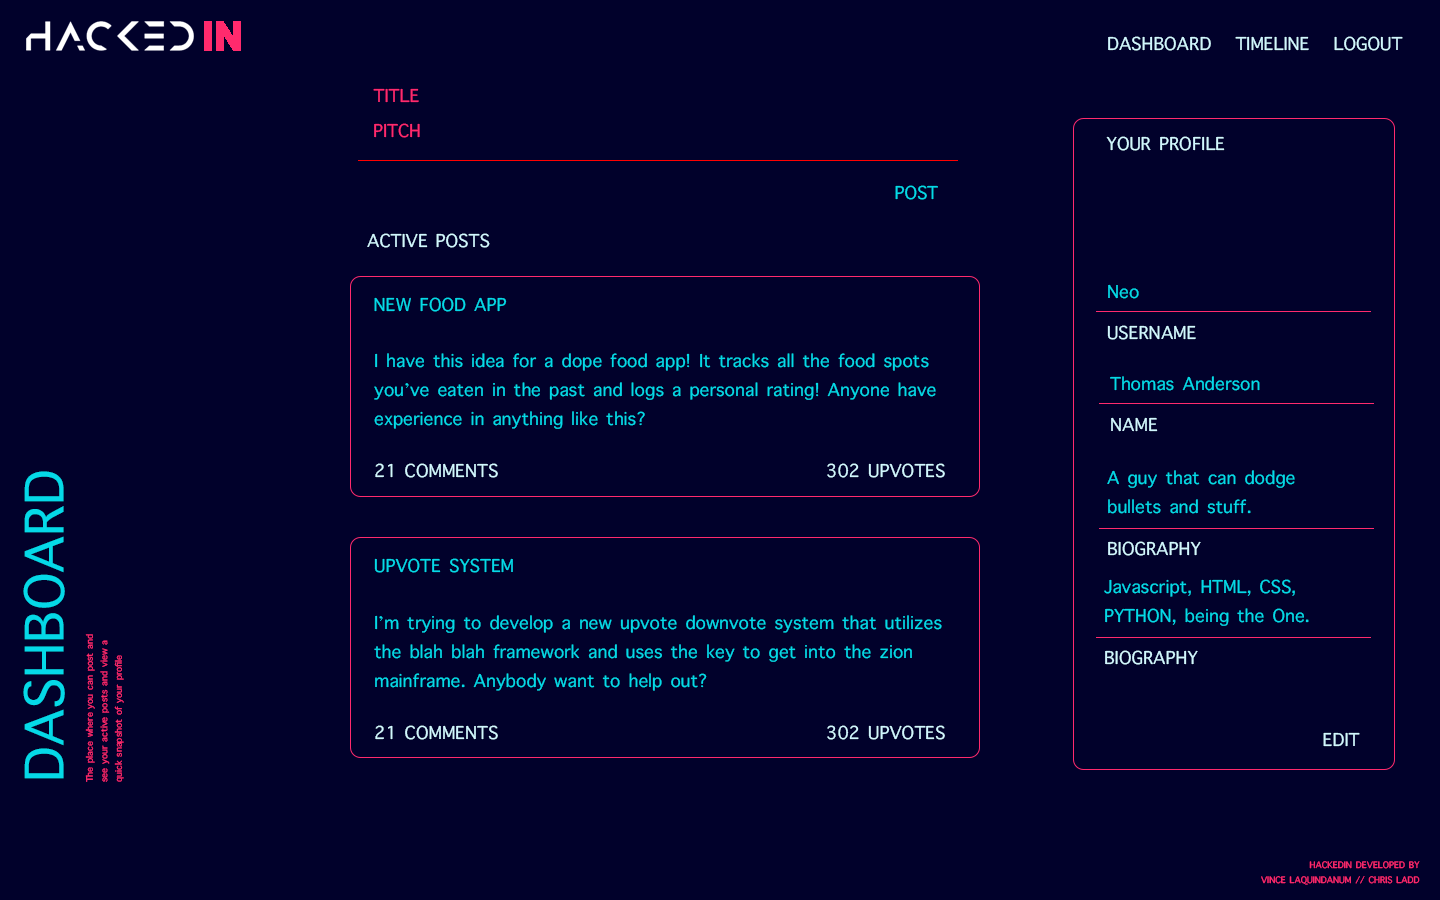 HACKEDIN
DASHBOARD TIMELINE LOGOUT
TITLE
PITCH
POST
ACTIVE POSTS
NEW FOOD APP
I have this idea for a dope food app! It tracks all the food spots
you’ve eaten in the past and logs a personal rating! Anyone have
experience in anything like this?
21 COMMENTS 302 UPVOTES
UPVOTE SYSTEM
I’m trying to develop a new upvote downvote system that utilizes
the blah blah framework and uses the key to get into the zion
mainframe. Anybody want to help out?
21 COMMENTS 302 UPVOTES
YOUR PROFILE
Neo
USERNAME
Thomas Anderson
NAME
A guy that can dodge
bullets and stuff.
BIOGRAPHY
Javascript, HTML, CSS,
PYTHON, being the One.
BIOGRAPHY
EDIT
DASHBOARD
The place where you can post and
see your active posts and view a
quick snapshot of your profile
HACKEDIN DEVELOPED BY
VINCE LAQUINDANUM // CHRIS LADD